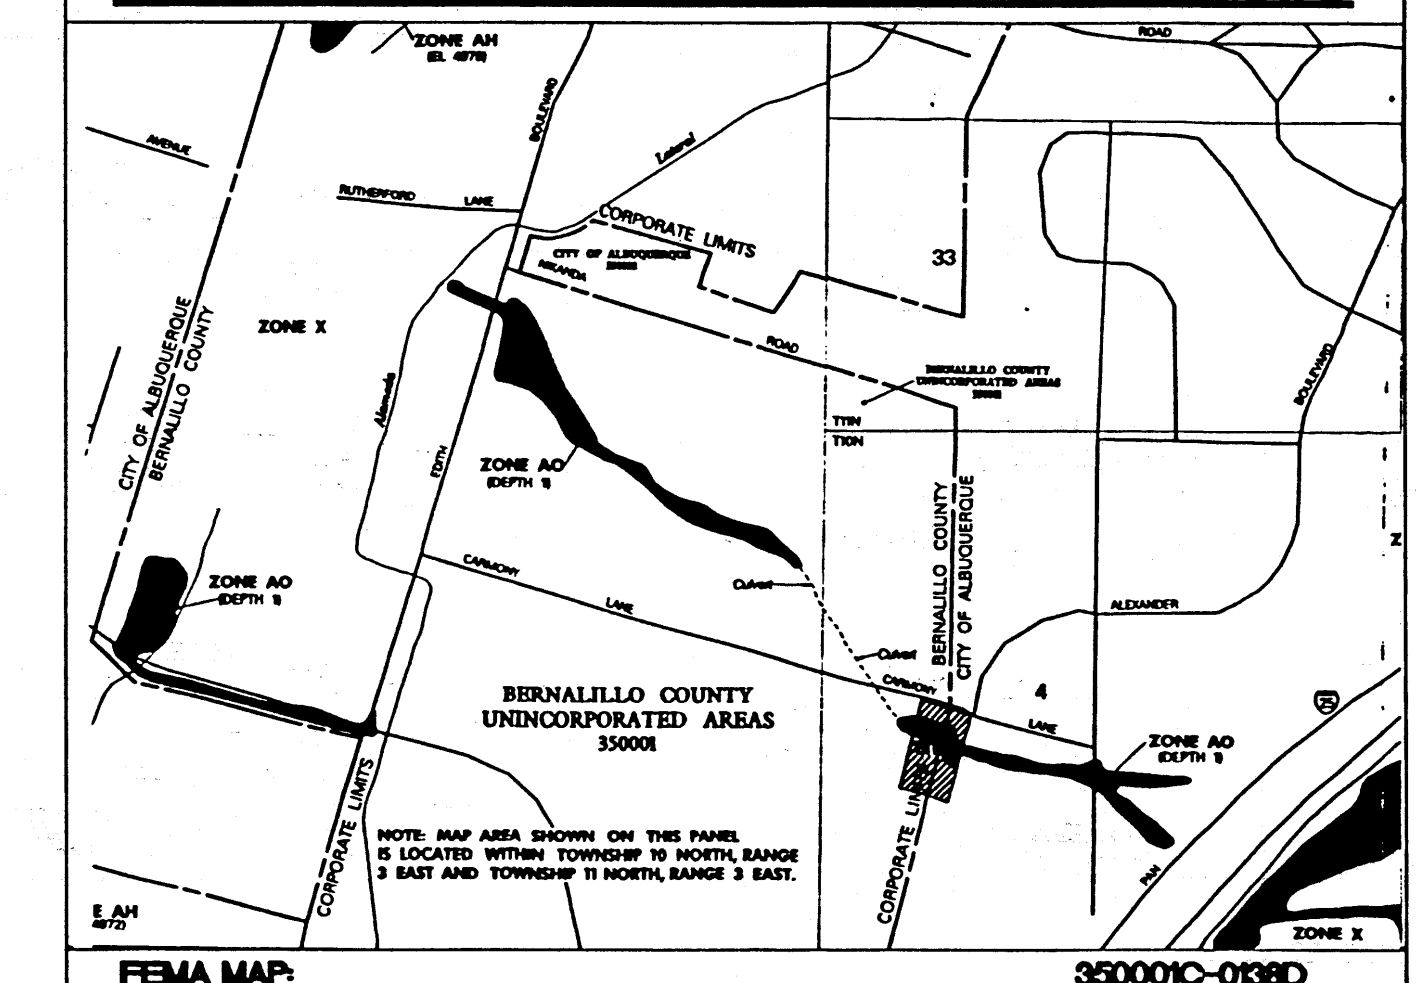 ZONE AH
ROAD
BOULEVARD
AVENUE
Lateral
RUTHERFORD LANE
CORPORATE LIMITS
CITY OF ALBUQUERQUE
ROAD
33
CITY OF ALBUQUERQUE
BERNALILLO COUNTY
ZONE X
BERNALILLO COUNTY
UNINCORPORATED AREAS
BOULEVARD
Alameda
T11N
T10N
EDITH
ZONE AO
(DEPTH 1)
BERNALILLO COUNTY
CITY OF ALBUQUERQUE
ZONE AO
(DEPTH 1)
CARMONY LANE
Culvert
Culvert
ALEXANDER
Z
CARMONY LANE
4
25
BERNALILLO COUNTY
UNINCORPORATED AREAS
350001
ZONE AO
(DEPTH 1)
CORPORATE LIMITS
CORPORATE LIM
NOTE: MAP AREA SHOWN ON THIS PANEL
IS LOCATED WITHIN TOWNSHIP 10 NORTH, RANGE
3 EAST AND TOWNSHIP 11 NORTH, RANGE 3 EAST.
PAN
E AH
4972)
ZONE X
FEMA MAP:
350001C-0138D